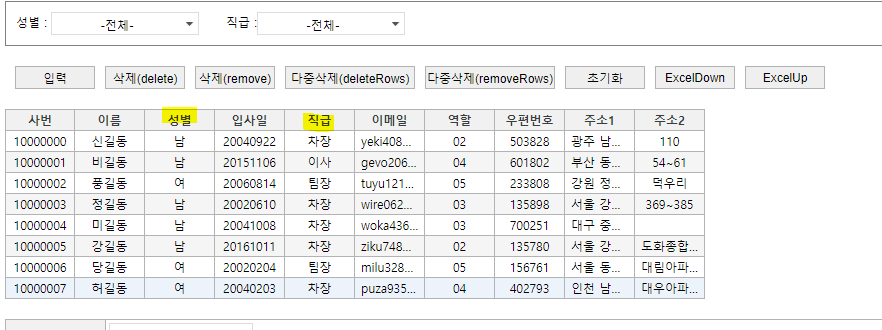 성별 : -전체- 직급 : -전체-
입력 삭제(delete) 삭제(remove) 다중삭제(deleteRows) 다중삭제(removeRows) 초기화 ExcelDown ExcelUp
사번 이름 성별 입사일 직급 이메일 역할 우편번호 주소1 주소2
10000000 신길동 남 20040922 차장 yeki408... 02 503828 광주 남... 110
10000001 비길동 남 20151106 이사 gevo206... 04 601802 부산 동... 54~61
10000002 풍길동 여 20060814 팀장 tuyu121... 05 233808 강원 정... 덕우리
10000003 정길동 남 20020610 차장 wire062... 03 135898 서울 강... 369~385
10000004 미길동 남 20041008 차장 woka436... 03 700251 대구 중...
10000005 강길동 남 20161011 차장 ziku748... 02 135780 서울 강... 도화종합...
10000006 당길동 여 20020204 팀장 milu328... 05 156761 서울 동... 대림아파...
10000007 허길동 여 20040203 차장 puza935... 04 402793 인천 남... 대우아파...